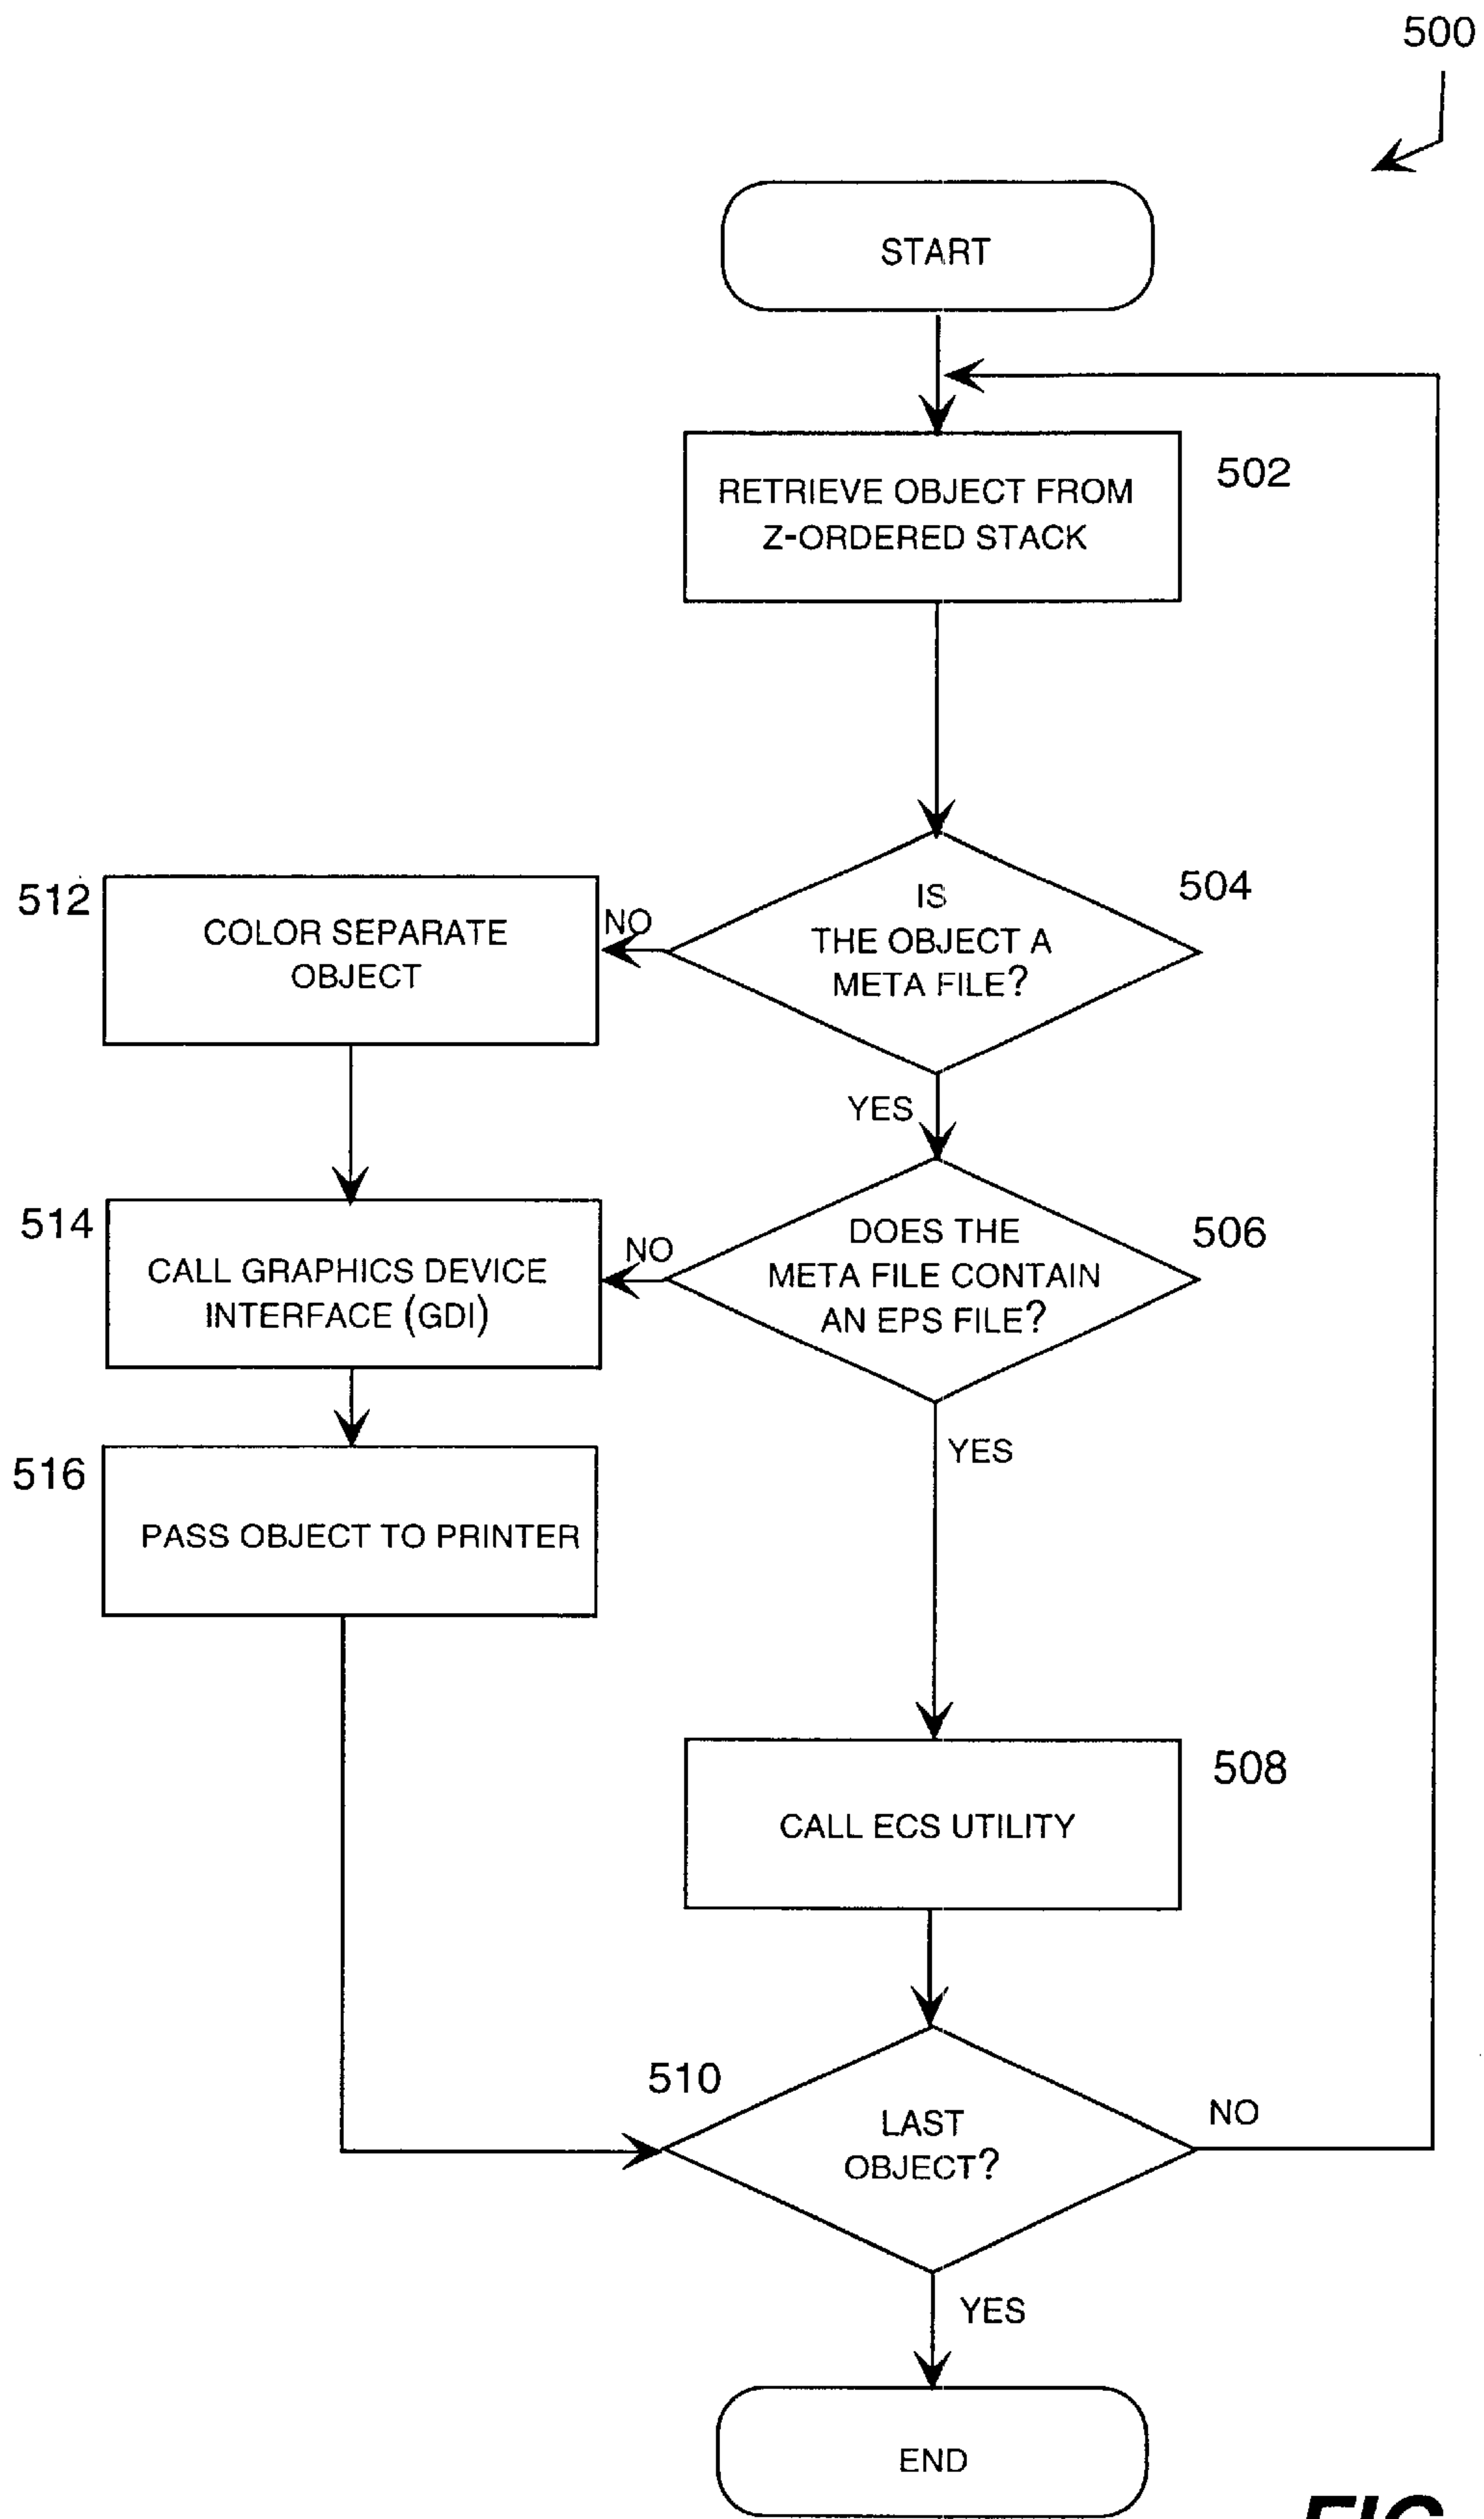 500
START
RETRIEVE OBJECT FROM
Z-ORDERED STACK
502
512
COLOR SEPARATE
OBJECT
NO
IS
THE OBJECT A
META FILE?
504
YES
514
CALL GRAPHICS DEVICE
INTERFACE (GDI)
NO
DOES THE
META FILE CONTAIN
AN EPS FILE?
506
YES
516
PASS OBJECT TO PRINTER
508
CALL ECS UTILITY
510
LAST
OBJECT?
NO
YES
END